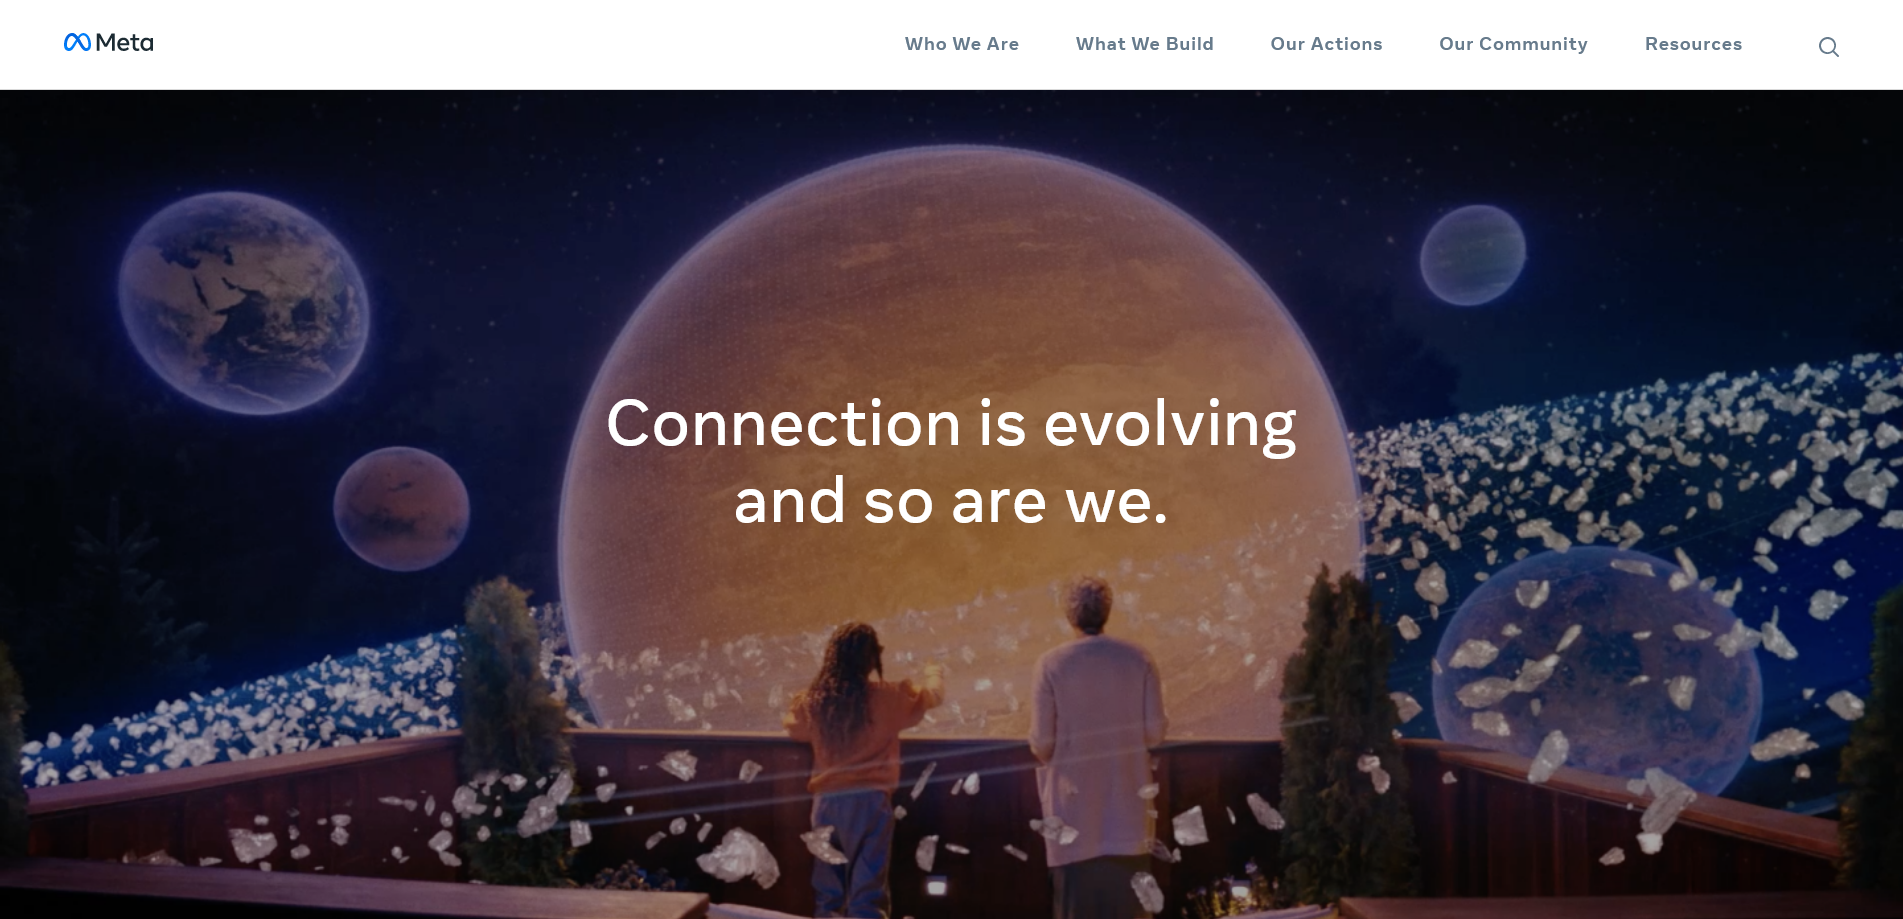 Meta
Who We Are
What We Build
Our Actions
Our Community
Resources
Connection is evolving
and so are we.